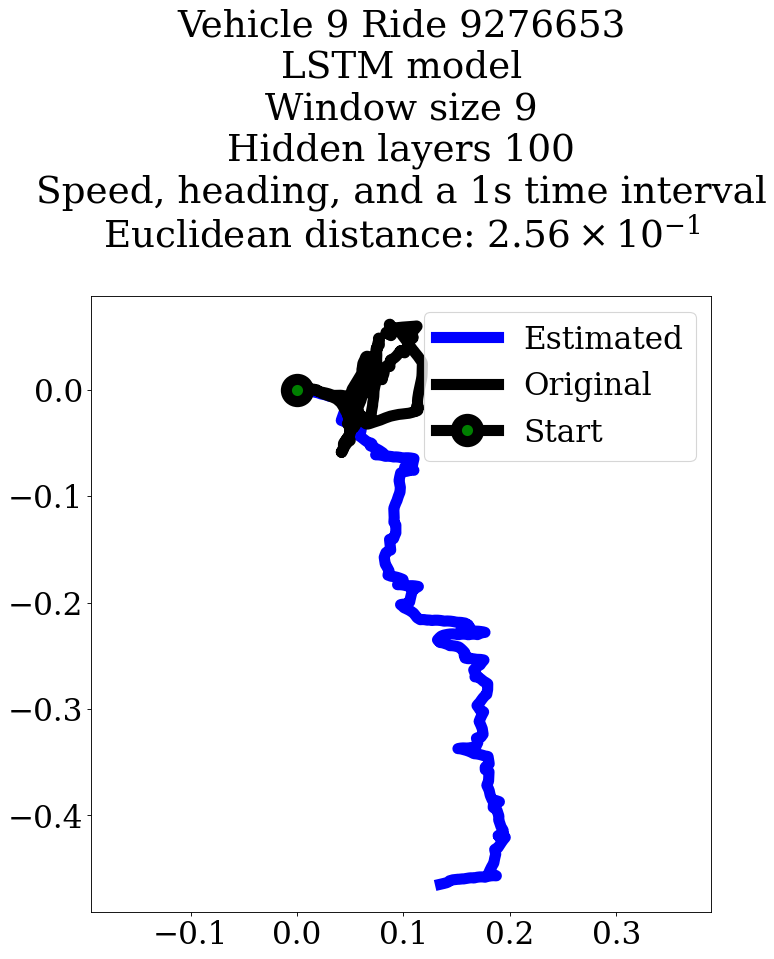 Vehicle 9 Ride 9276653
LSTM model
Window size 9
Hidden layers 100
Speed, heading, and a 1s time interval
Euclidean distance: 2.56 × 10⁻¹
Estimated
Original
Start
0.0
−0.1
−0.2
−0.3
−0.4
−0.1 0.0 0.1 0.2 0.3